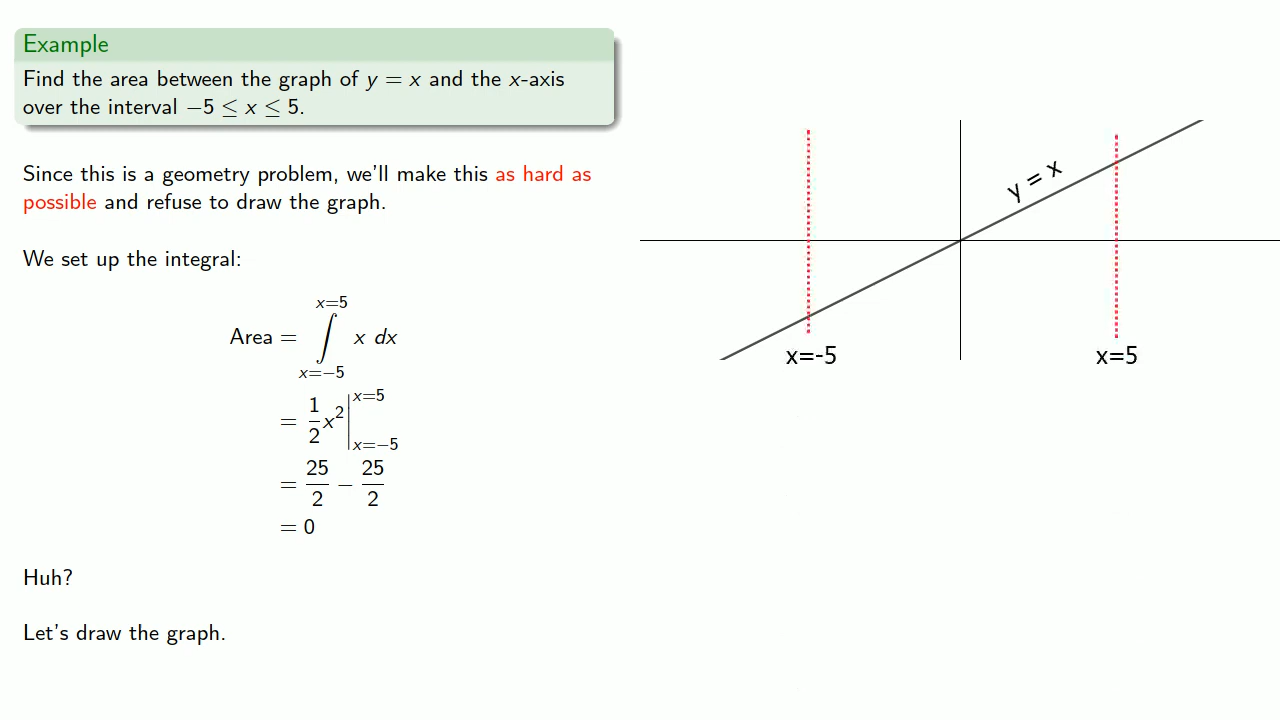 Example
Find the area between the graph of y = x and the x-axis
over the interval −5 ≤ x ≤ 5.
Since this is a geometry problem, we'll make this as hard as
possible and refuse to draw the graph.
We set up the integral:
x=5
Area = ∫ x dx
x=−5
= 1/2 x² | x=5
x=−5
= 25/2 − 25/2
= 0
Huh?
Let's draw the graph.
y = x
x=-5
x=5